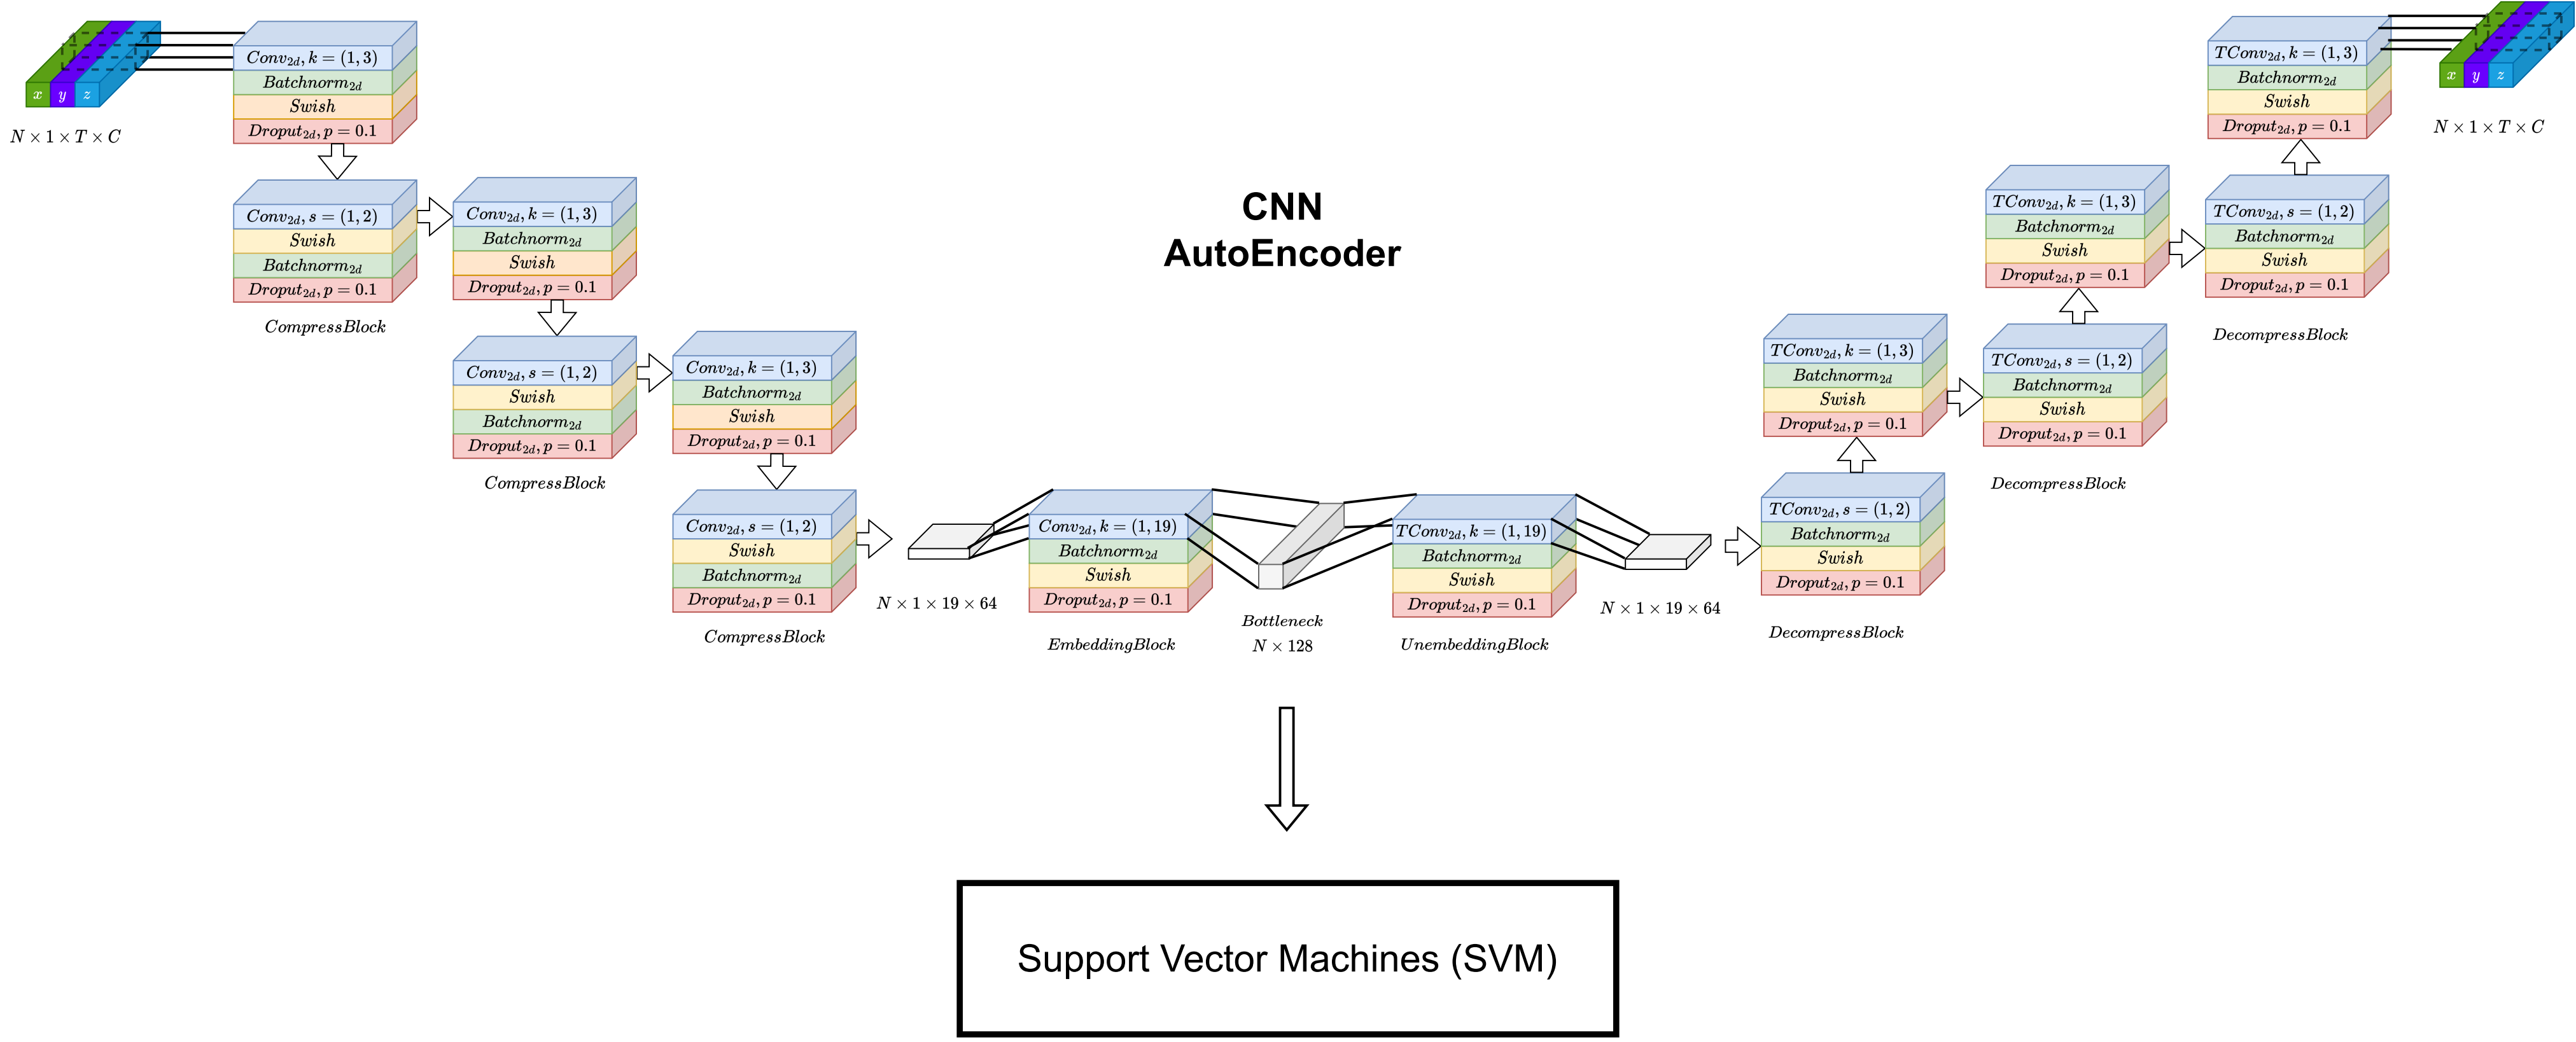 x y z
N × 1 × T × C
Conv₂d, k = (1, 3)
Batchnorm₂d
Swish
Droput₂d, p = 0.1
Conv₂d, s = (1, 2)
Swish
Batchnorm₂d
Droput₂d, p = 0.1
CompressBlock
Conv₂d, k = (1, 3)
Batchnorm₂d
Swish
Droput₂d, p = 0.1
Conv₂d, s = (1, 2)
Swish
Batchnorm₂d
Droput₂d, p = 0.1
CompressBlock
Conv₂d, k = (1, 3)
Batchnorm₂d
Swish
Droput₂d, p = 0.1
Conv₂d, s = (1, 2)
Swish
Batchnorm₂d
Droput₂d, p = 0.1
CompressBlock
N × 1 × 19 × 64
Conv₂d, k = (1, 19)
Batchnorm₂d
Swish
Droput₂d, p = 0.1
EmbeddingBlock
CNN
AutoEncoder
Bottleneck
N × 128
TConv₂d, k = (1, 19)
Batchnorm₂d
Swish
Droput₂d, p = 0.1
UnembeddingBlock
N × 1 × 19 × 64
TConv₂d, s = (1, 2)
Batchnorm₂d
Swish
Droput₂d, p = 0.1
DecompressBlock
TConv₂d, k = (1, 3)
Batchnorm₂d
Swish
Droput₂d, p = 0.1
TConv₂d, s = (1, 2)
Batchnorm₂d
Swish
Droput₂d, p = 0.1
DecompressBlock
TConv₂d, k = (1, 3)
Batchnorm₂d
Swish
Droput₂d, p = 0.1
TConv₂d, s = (1, 2)
Batchnorm₂d
Swish
Droput₂d, p = 0.1
DecompressBlock
TConv₂d, k = (1, 3)
Batchnorm₂d
Swish
Droput₂d, p = 0.1
x y z
N × 1 × T × C
Support Vector Machines (SVM)